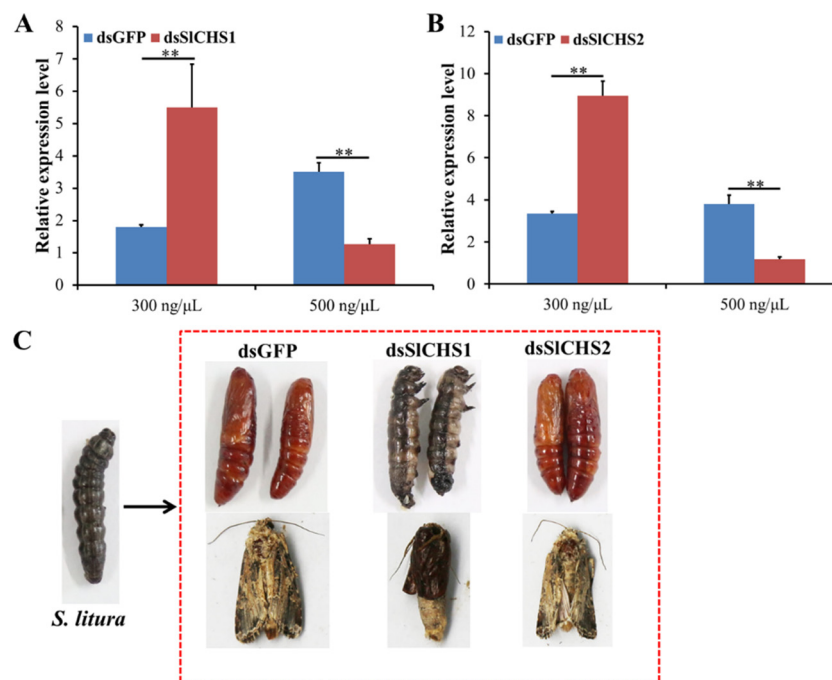 A
dsGFP dsSlCHS1
Relative expression level
8
7
6
5
4
3
2
1
0
**
**
300 ng/μL 500 ng/μL
B
dsGFP dsSlCHS2
Relative expression level
12
10
8
6
4
2
0
**
**
300 ng/μL 500 ng/μL
C
dsGFP dsSlCHS1 dsSlCHS2
S. litura